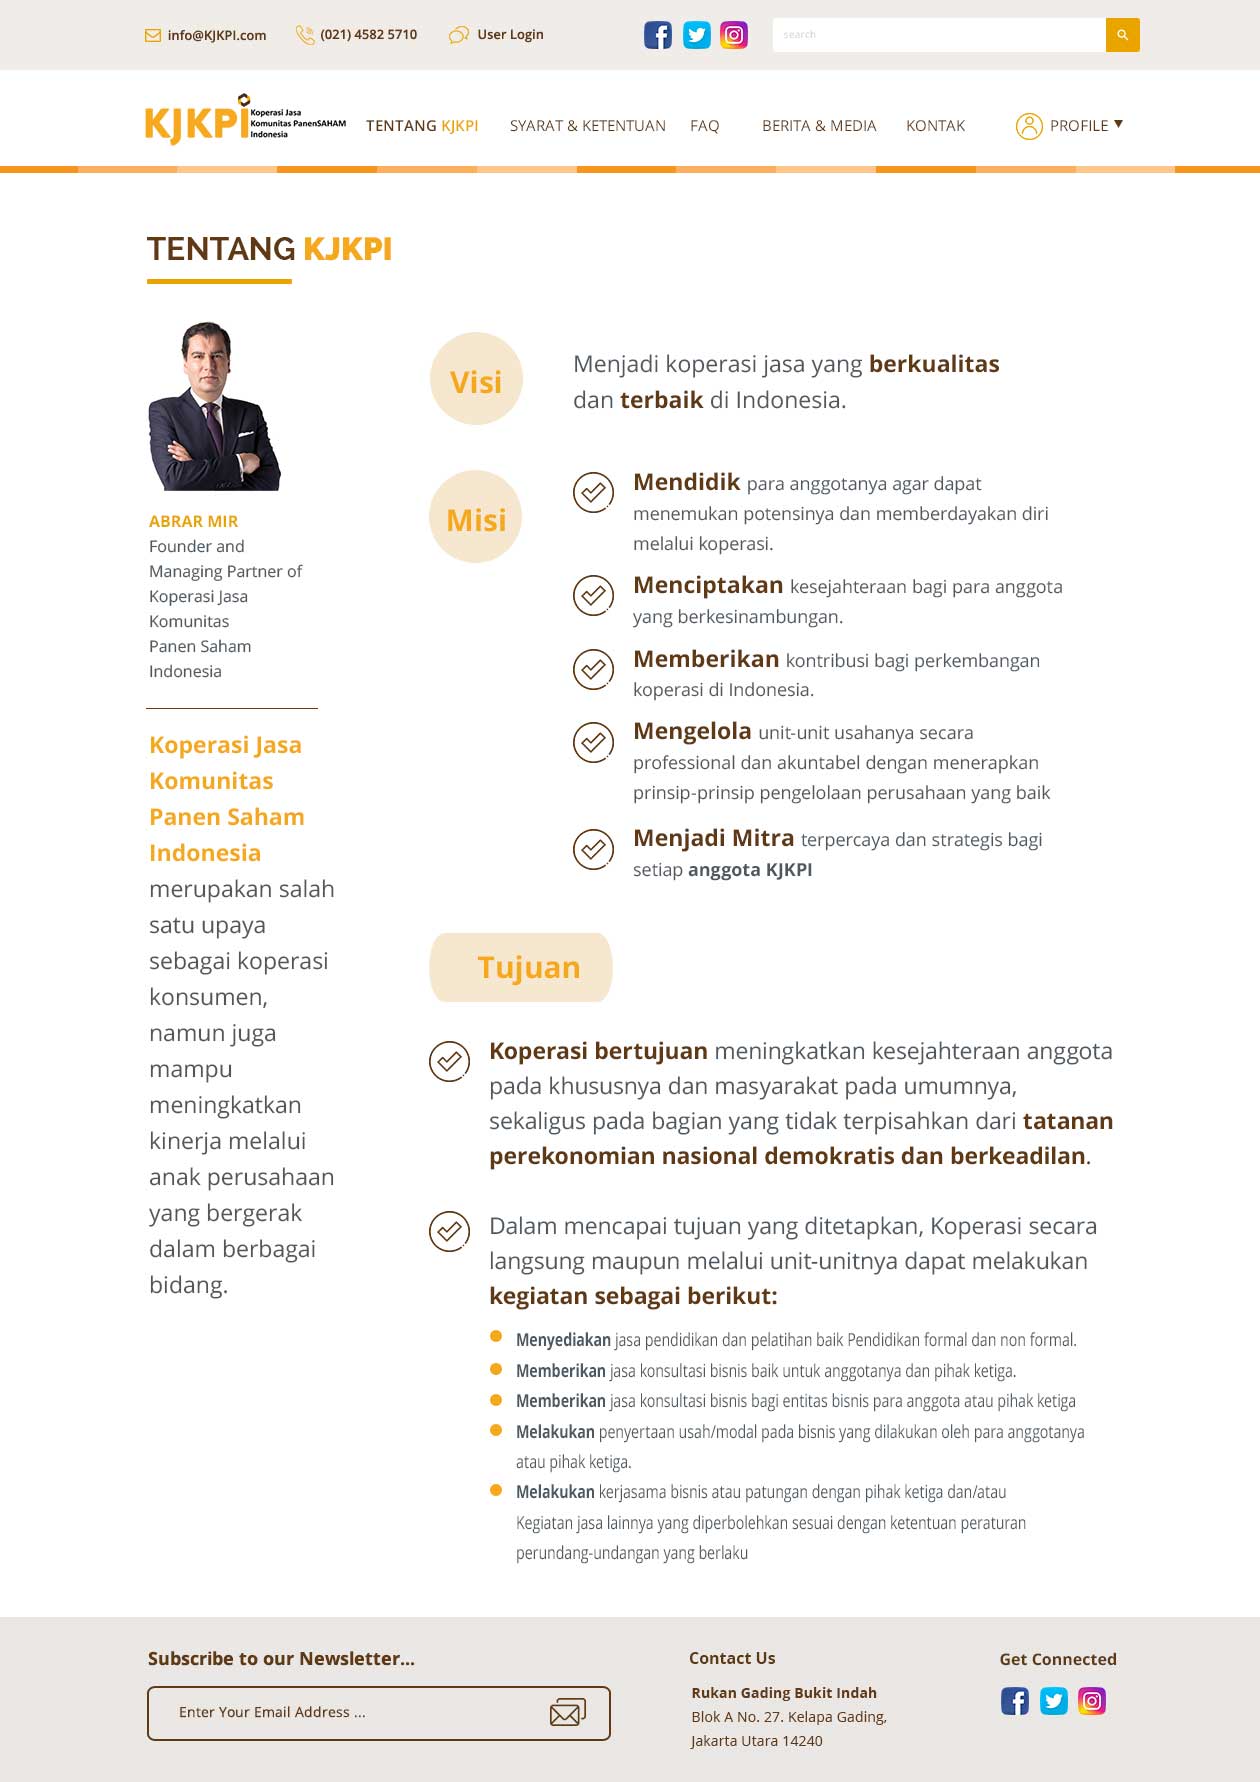 info@KJKPI.com
(021) 4582 5710
User Login
search
KJKPI
Koperasi Jasa
Komunitas PanenSAHAM
Indonesia
TENTANG KJKPI
SYARAT & KETENTUAN
FAQ
BERITA & MEDIA
KONTAK
PROFILE
TENTANG KJKPI
ABRAR MIR
Founder and
Managing Partner of
Koperasi Jasa
Komunitas
Panen Saham
Indonesia
Koperasi Jasa
Komunitas
Panen Saham
Indonesia
merupakan salah
satu upaya
sebagai koperasi
konsumen,
namun juga
mampu
meningkatkan
kinerja melalui
anak perusahaan
yang bergerak
dalam berbagai
bidang.
Visi
Menjadi koperasi jasa yang berkualitas
dan terbaik di Indonesia.
Misi
Mendidik para anggotanya agar dapat
menemukan potensinya dan memberdayakan diri
melalui koperasi.
Menciptakan kesejahteraan bagi para anggota
yang berkesinambungan.
Memberikan kontribusi bagi perkembangan
koperasi di Indonesia.
Mengelola unit-unit usahanya secara
professional dan akuntabel dengan menerapkan
prinsip-prinsip pengelolaan perusahaan yang baik
Menjadi Mitra terpercaya dan strategis bagi
setiap anggota KJKPI
Tujuan
Koperasi bertujuan meningkatkan kesejahteraan anggota
pada khususnya dan masyarakat pada umumnya,
sekaligus pada bagian yang tidak terpisahkan dari tatanan
perekonomian nasional demokratis dan berkeadilan.
Dalam mencapai tujuan yang ditetapkan, Koperasi secara
langsung maupun melalui unit-unitnya dapat melakukan
kegiatan sebagai berikut:
Menyediakan jasa pendidikan dan pelatihan baik Pendidikan formal dan non formal.
Memberikan jasa konsultasi bisnis baik untuk anggotanya dan pihak ketiga.
Memberikan jasa konsultasi bisnis bagi entitas bisnis para anggota atau pihak ketiga
Melakukan penyertaan usah/modal pada bisnis yang dilakukan oleh para anggotanya
atau pihak ketiga.
Melakukan kerjasama bisnis atau patungan dengan pihak ketiga dan/atau
Kegiatan jasa lainnya yang diperbolehkan sesuai dengan ketentuan peraturan
perundang-undangan yang berlaku
Subscribe to our Newsletter...
Enter Your Email Address ...
Contact Us
Rukan Gading Bukit Indah
Blok A No. 27. Kelapa Gading,
Jakarta Utara 14240
Get Connected